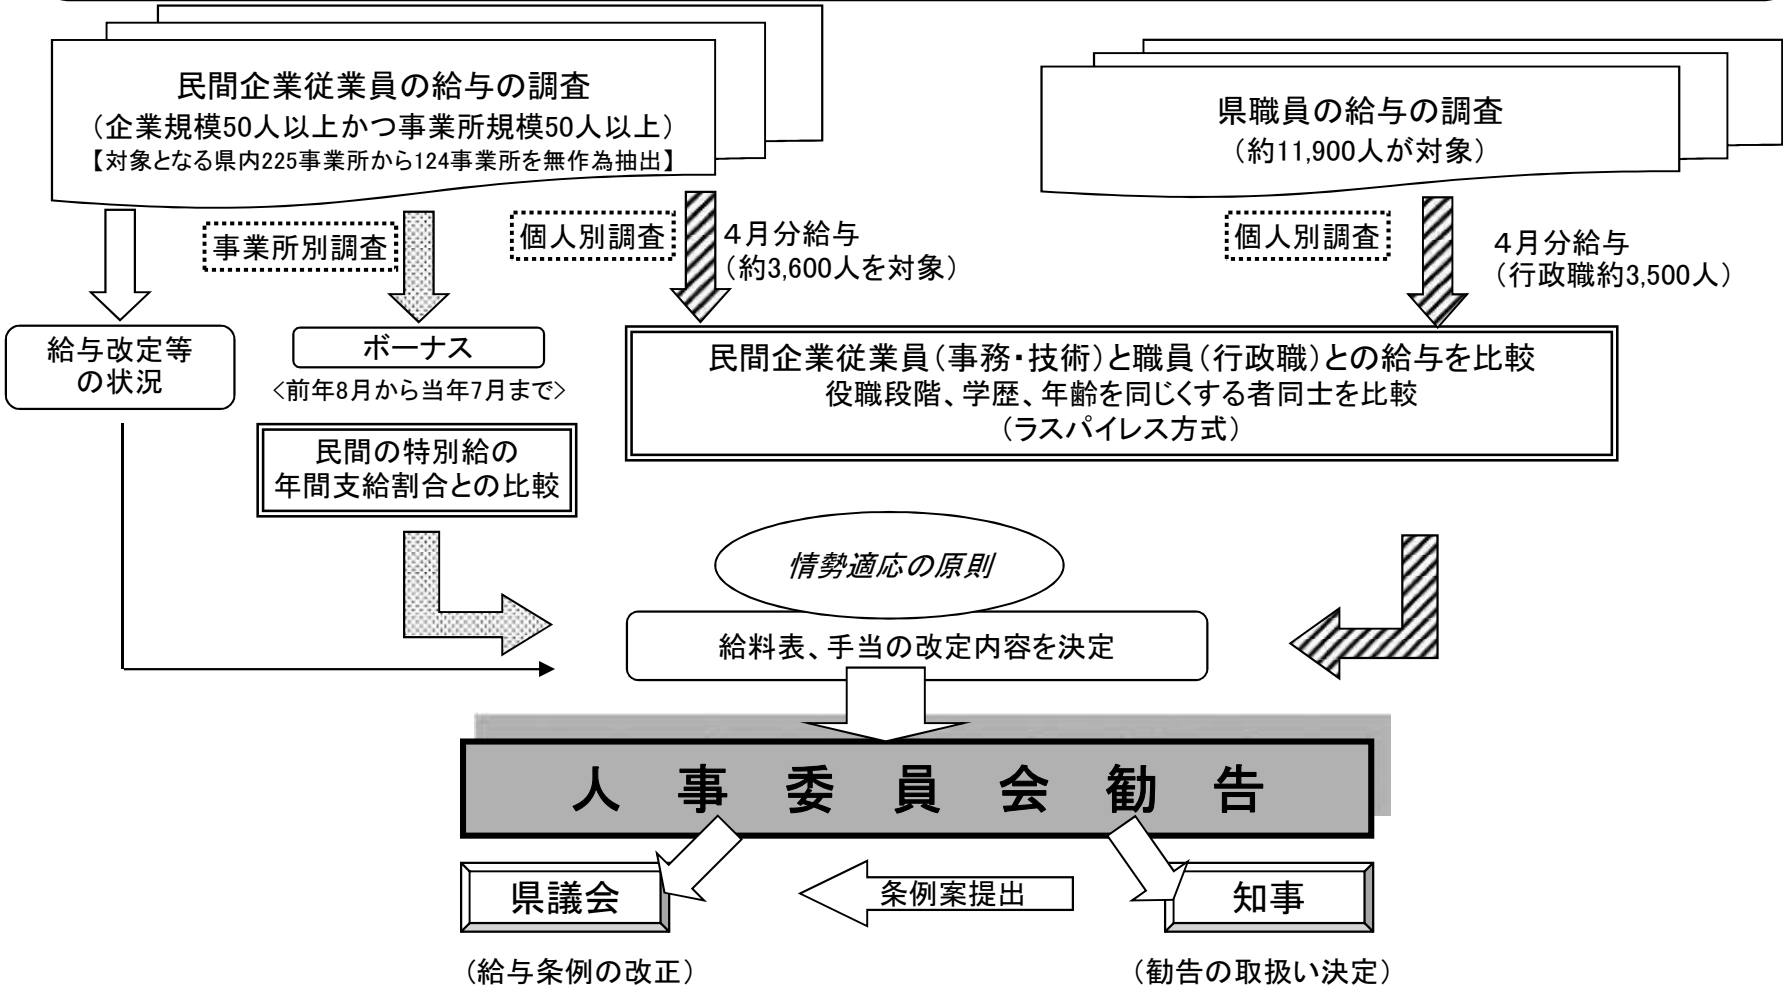 民間企業従業員の給与の調査
（企業規模50人以上かつ事業所規模50人以上）
【対象となる県内225事業所から124事業所を無作為抽出】
県職員の給与の調査
（約11,900人が対象）
事業所別調査
個人別調査
４月分給与
（約3,600人を対象）
個人別調査
４月分給与
（行政職約3,500人）
給与改定等
の状況
ボーナス
<前年8月から当年7月まで>
民間の特別給の
年間支給割合との比較
民間企業従業員（事務・技術）と職員（行政職）との給与を比較
役職段階、学歴、年齢を同じくする者同士を比較
（ラスパイレス方式）
情勢適応の原則
給料表、手当の改定内容を決定
人事委員会勧告
県議会
条例案提出
知事
（給与条例の改正）
（勧告の取扱い決定）